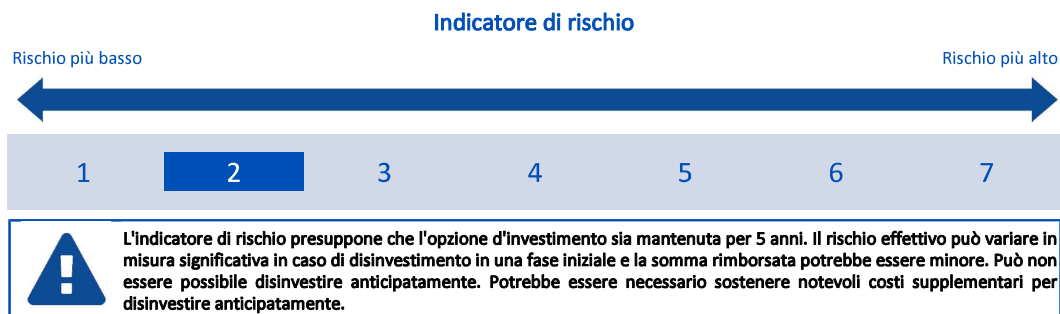 Indicatore di rischio
Rischio più basso
Rischio più alto
1 2 3 4 5 6 7
L'indicatore di rischio presuppone che l'opzione d'investimento sia mantenuta per 5 anni. Il rischio effettivo può variare in
misura significativa in caso di disinvestimento in una fase iniziale e la somma rimborsata potrebbe essere minore. Può non
essere possibile disinvestire anticipatamente. Potrebbe essere necessario sostenere notevoli costi supplementari per
disinvestire anticipatamente.